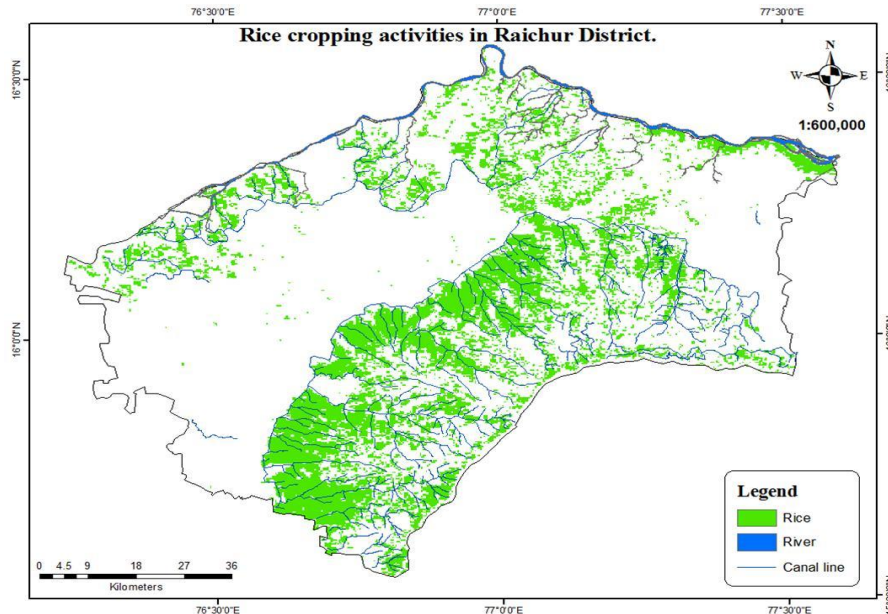 76°30'0"E 77°0'0"E 77°30'0"E
Rice cropping activities in Raichur District.
N
W E
S
1:600,000
16°30'0"N
16°0'0"N
Legend
Rice
River
Canal line
0 4.5 9 18 27 36
Kilometers
76°30'0"E 77°0'0"E 77°30'0"E